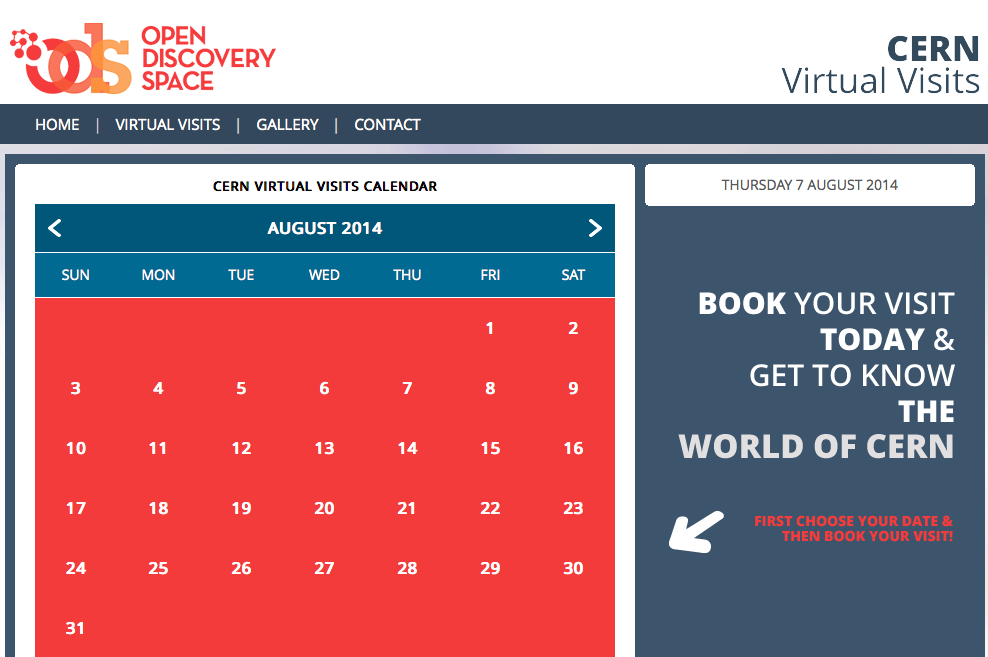 ods
OPEN
DISCOVERY
SPACE
CERN
Virtual Visits
HOME | VIRTUAL VISITS | GALLERY | CONTACT
CERN VIRTUAL VISITS CALENDAR
AUGUST 2014
SUN MON TUE WED THU FRI SAT
1 2
3 4 5 6 7 8 9
10 11 12 13 14 15 16
17 18 19 20 21 22 23
24 25 26 27 28 29 30
31
THURSDAY 7 AUGUST 2014
BOOK YOUR VISIT
TODAY &
GET TO KNOW
THE
WORLD OF CERN
FIRST CHOOSE YOUR DATE &
THEN BOOK YOUR VISIT!